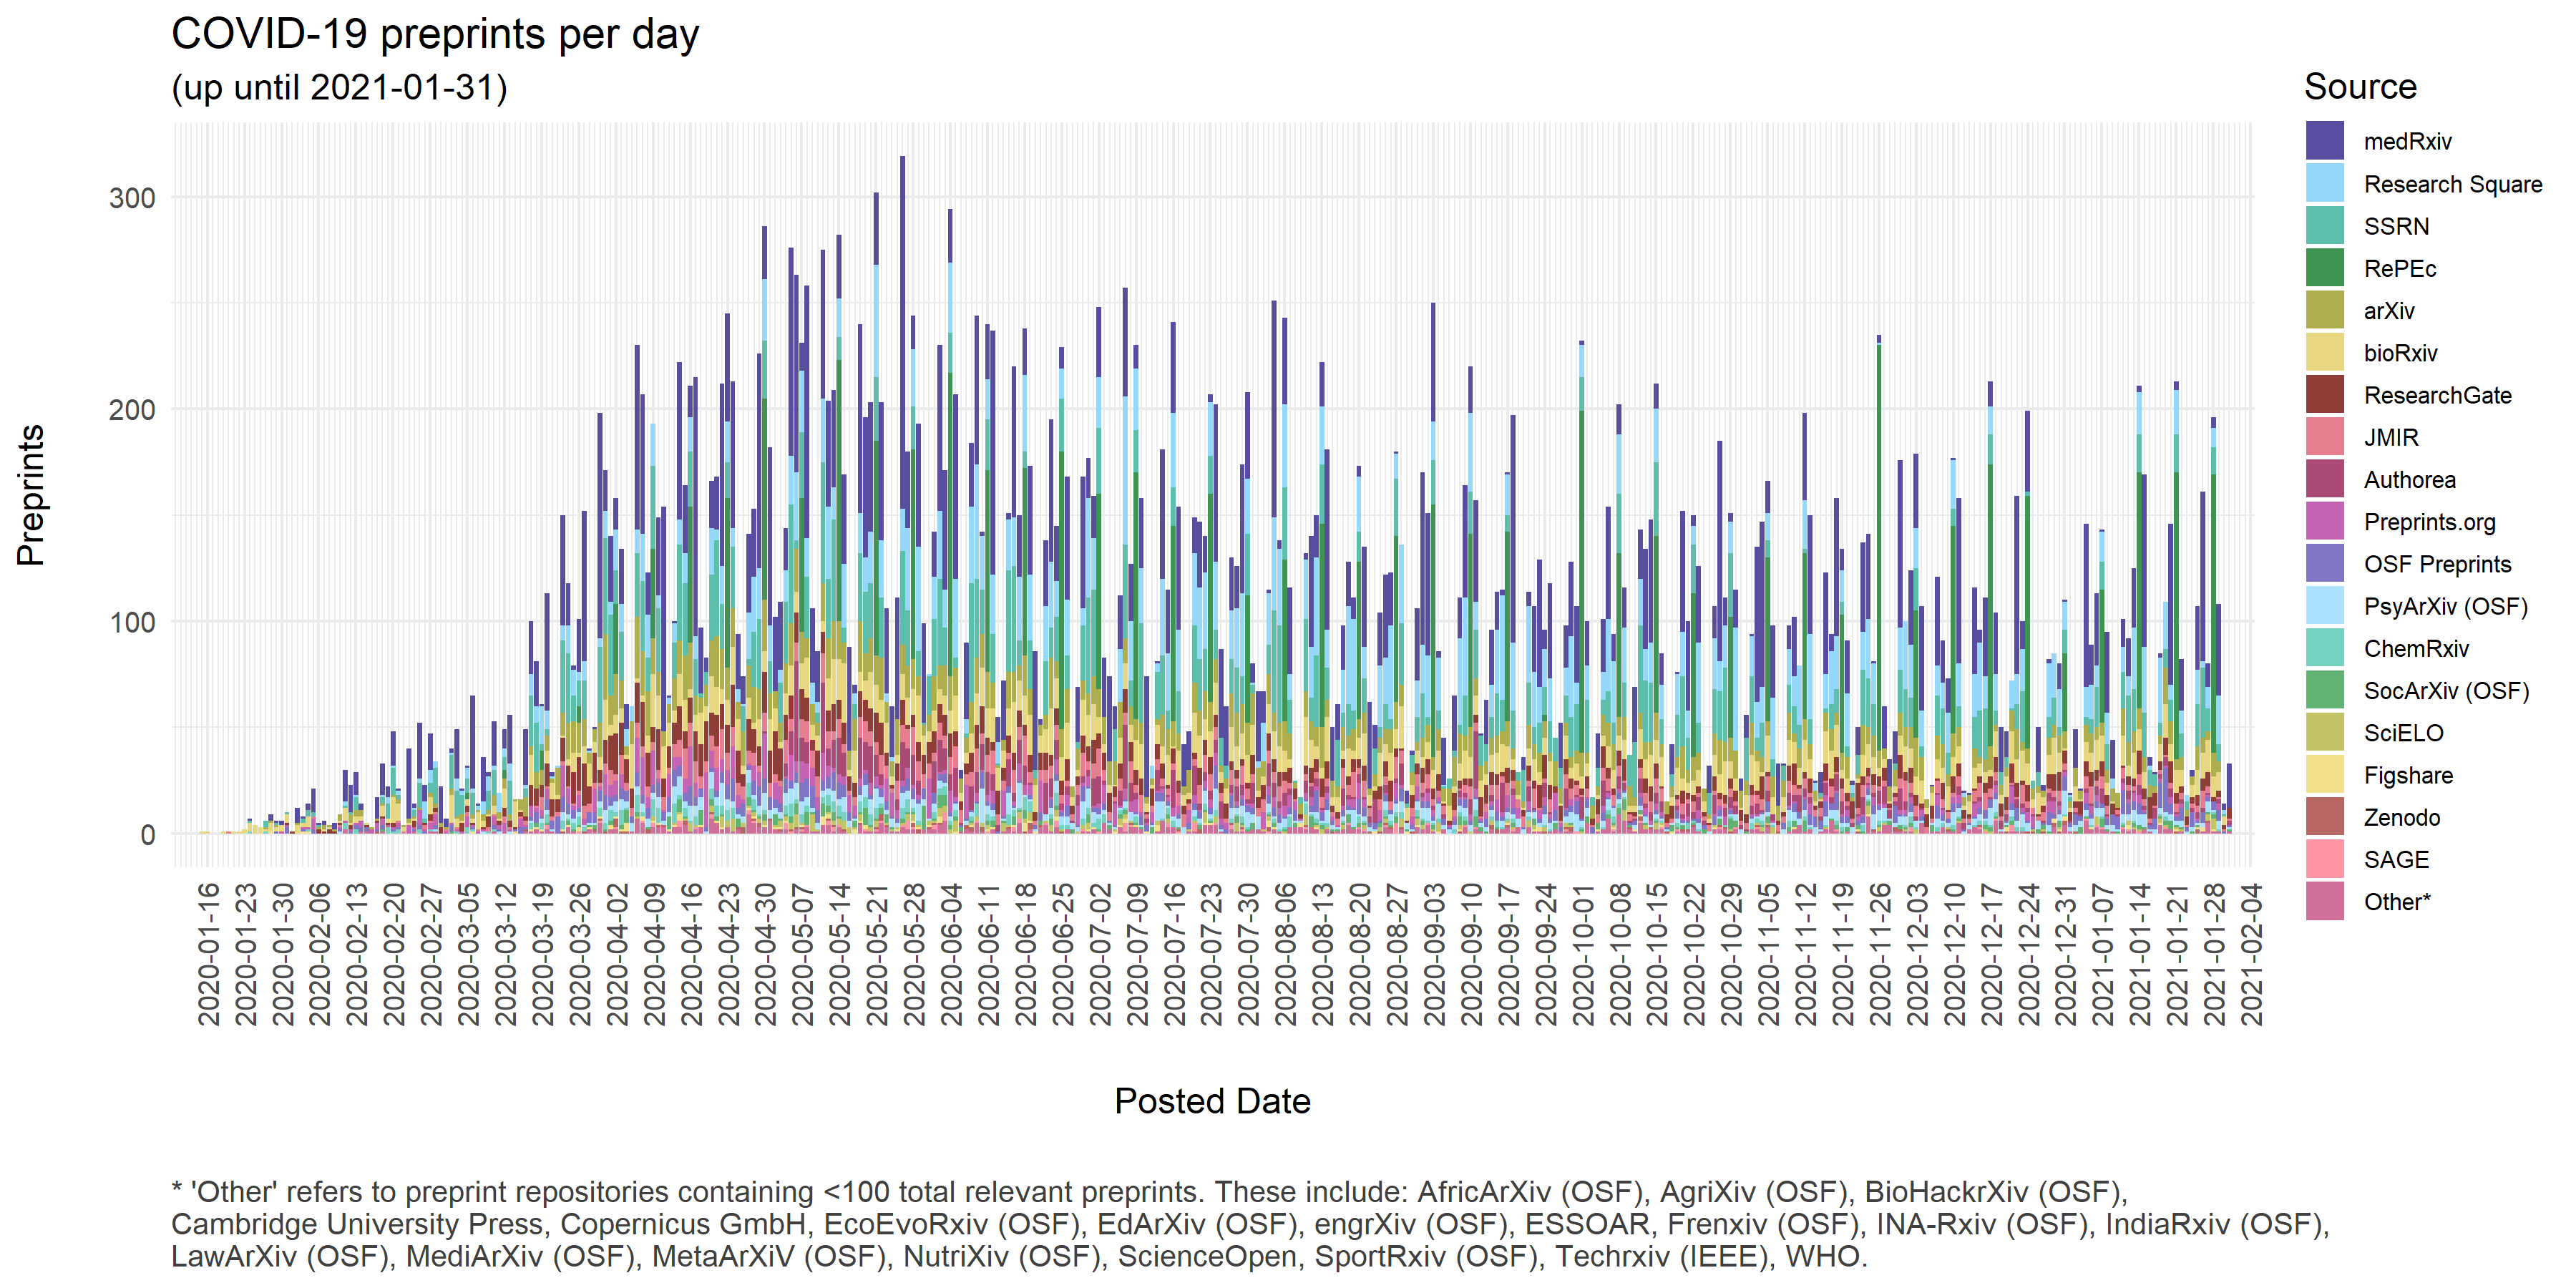 COVID-19 preprints per day
(up until 2021-01-31)
Preprints
300
200
100
0
2020-01-16
2020-01-23
2020-01-30
2020-02-06
2020-02-13
2020-02-20
2020-02-27
2020-03-05
2020-03-12
2020-03-19
2020-03-26
2020-04-02
2020-04-09
2020-04-16
2020-04-23
2020-04-30
2020-05-07
2020-05-14
2020-05-21
2020-05-28
2020-06-04
2020-06-11
2020-06-18
2020-06-25
2020-07-02
2020-07-09
2020-07-16
2020-07-23
2020-07-30
2020-08-06
2020-08-13
2020-08-20
2020-08-27
2020-09-03
2020-09-10
2020-09-17
2020-09-24
2020-10-01
2020-10-08
2020-10-15
2020-10-22
2020-10-29
2020-11-05
2020-11-12
2020-11-19
2020-11-26
2020-12-03
2020-12-10
2020-12-17
2020-12-24
2020-12-31
2021-01-07
2021-01-14
2021-01-21
2021-01-28
2021-02-04
Posted Date
Source
medRxiv
Research Square
SSRN
RePEc
arXiv
bioRxiv
ResearchGate
JMIR
Authorea
Preprints.org
OSF Preprints
PsyArXiv (OSF)
ChemRxiv
SocArXiv (OSF)
SciELO
Figshare
Zenodo
SAGE
Other*
* 'Other' refers to preprint repositories containing <100 total relevant preprints. These include: AfricArXiv (OSF), AgriXiv (OSF), BioHackrXiv (OSF),
Cambridge University Press, Copernicus GmbH, EcoEvoRxiv (OSF), EdArXiv (OSF), engrXiv (OSF), ESSOAR, Frenxiv (OSF), INA-Rxiv (OSF), IndiaRxiv (OSF),
LawArXiv (OSF), MediArXiv (OSF), MetaArXiV (OSF), NutriXiv (OSF), ScienceOpen, SportRxiv (OSF), Techrxiv (IEEE), WHO.